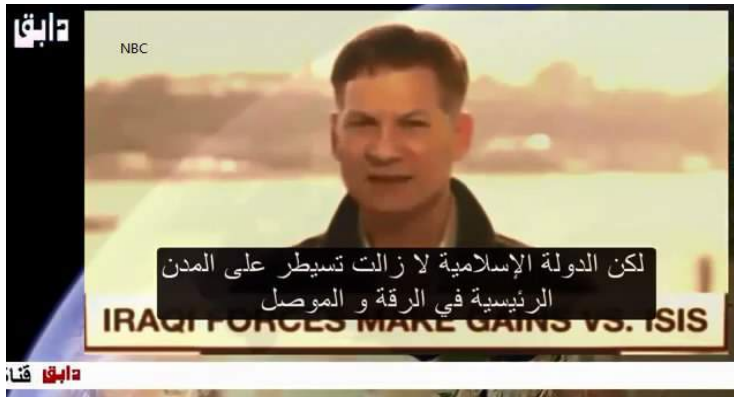 دابق
NBC
لكن الدولة الإسلامية لا زالت تسيطر على المدن
الرئيسية في الرقة و الموصل
IRAQI FORCES MAKE GAINS VS. ISIS
دابق